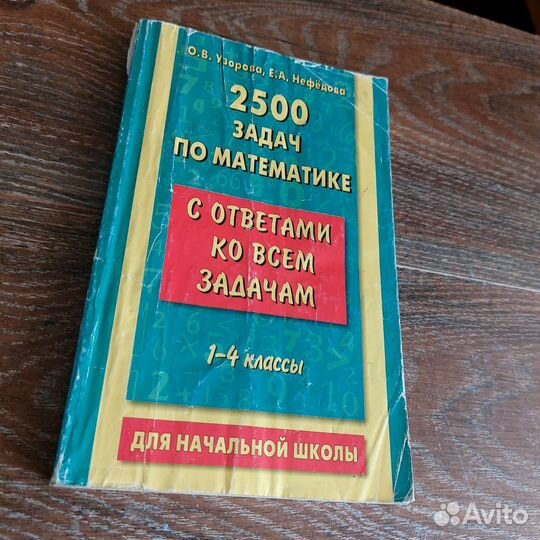 О.В. Узорова, Е.А. Нефёдова
2500
ЗАДАЧ
ПО МАТЕМАТИКЕ
С ОТВЕТАМИ
КО ВСЕМ
ЗАДАЧАМ
1–4 классы
ДЛЯ НАЧАЛЬНОЙ ШКОЛЫ
Avito